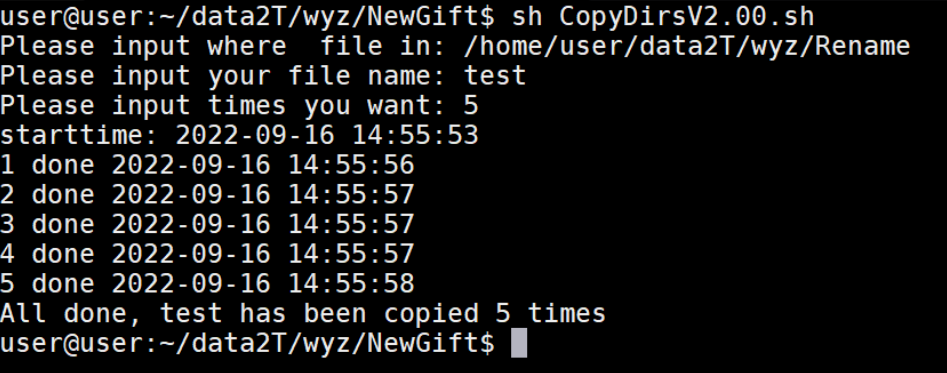 user@user:~/data2T/wyz/NewGift$ sh CopyDirsV2.00.sh
Please input where  file in: /home/user/data2T/wyz/Rename
Please input your file name: test
Please input times you want: 5
starttime: 2022-09-16 14:55:53
1 done 2022-09-16 14:55:56
2 done 2022-09-16 14:55:57
3 done 2022-09-16 14:55:57
4 done 2022-09-16 14:55:57
5 done 2022-09-16 14:55:58
All done, test has been copied 5 times
user@user:~/data2T/wyz/NewGift$